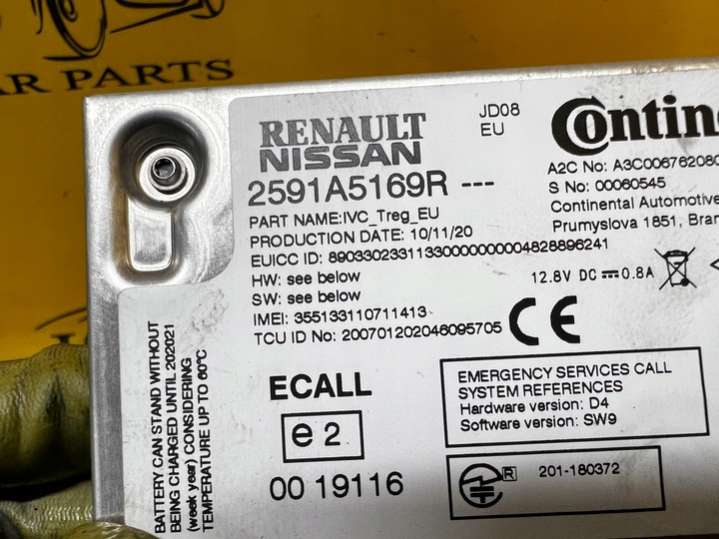 AR PARTS
RENAULT
NISSAN
JD08
EU
Contin
2591A5169R ---
A2C No: A3C006762080
S No: 00060545
Continental Automotive
Prumyslova 1851, Bran
PART NAME:IVC_Treg_EU
PRODUCTION DATE: 10/11/20
EUICC ID: 89033023311330000000004828896241
HW: see below
SW: see below
12.8V DC 0.8A
IMEI: 355133110711413
TCU ID No: 200701202046095705
CE
ECALL
e2
00 19116
EMERGENCY SERVICES CALL
SYSTEM REFERENCES
Hardware version: D4
Software version: SW9
R 201-180372
BATTERY CAN STAND WITHOUT
BEING CHARGED UNTIL 202021
(week year) CONSIDERING
TEMPERATURE UP TO 60°C